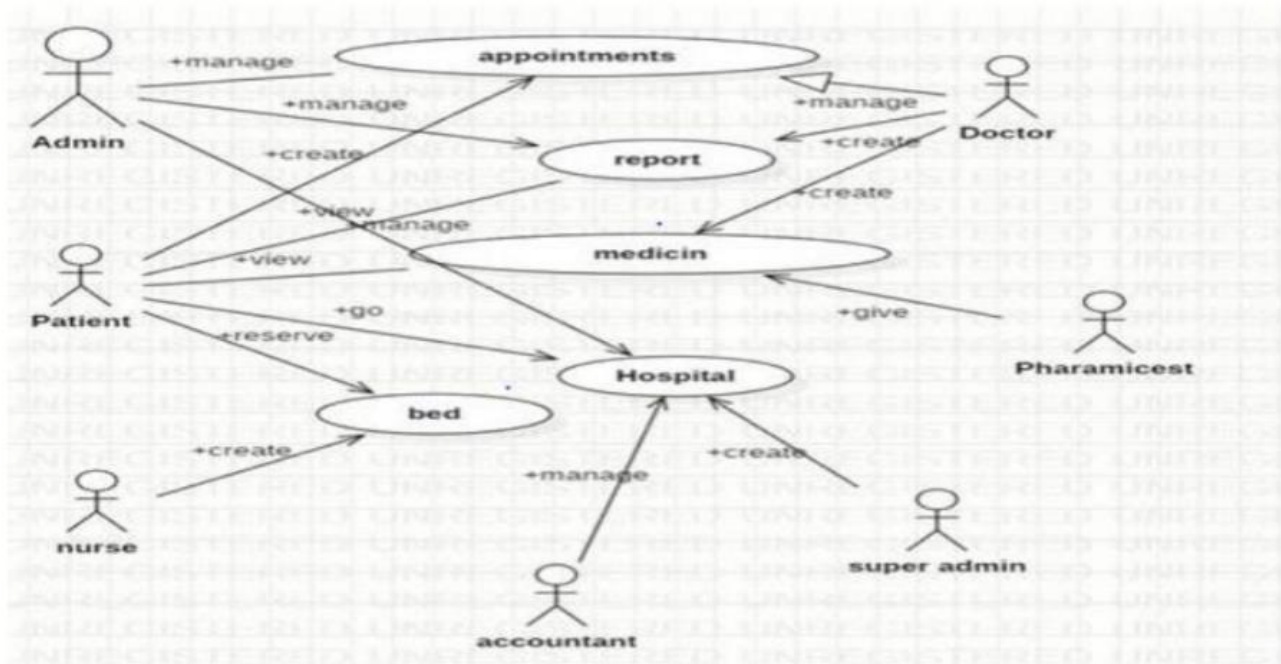 appointments
+manage
+manage
+manage
Admin
Doctor
+create
+create
report
+create
+view
+manage
medicin
+view
+go
+give
Patient
+reserve
Pharamicest
Hospital
bed
+create
+create
+manage
nurse
super admin
accountant